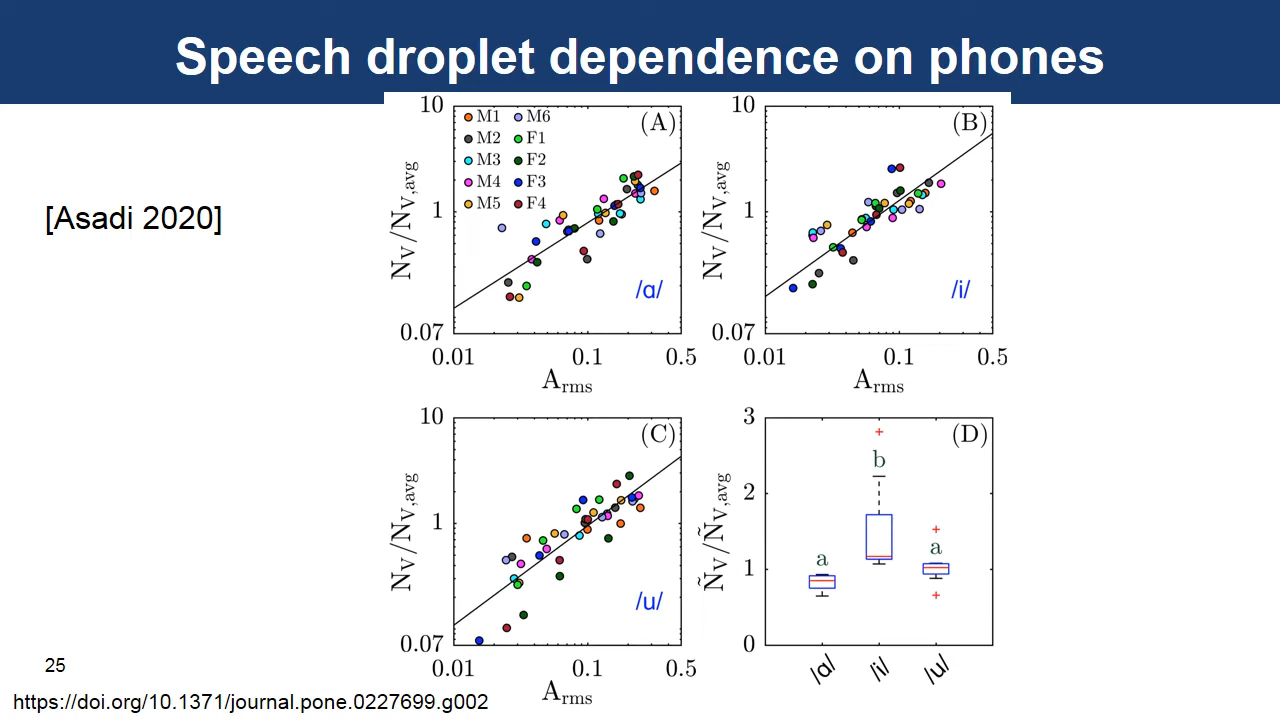 Speech droplet dependence on phones
[Asadi 2020]
(A)
M1
M2
M3
M4
M5
M6
F1
F2
F3
F4
10
1
0.07
N_V/N_V,avg
/ɑ/
0.01 0.1 0.5
A_rms
(B)
10
1
0.07
N_V/N_V,avg
/i/
0.01 0.1 0.5
A_rms
(C)
10
1
0.07
N_V/N_V,avg
/u/
0.01 0.1 0.5
A_rms
(D)
3
2
1
0
Ñ_V/Ñ_V,avg
a
b
a
/ɑ/ /i/ /u/
25
https://doi.org/10.1371/journal.pone.0227699.g002